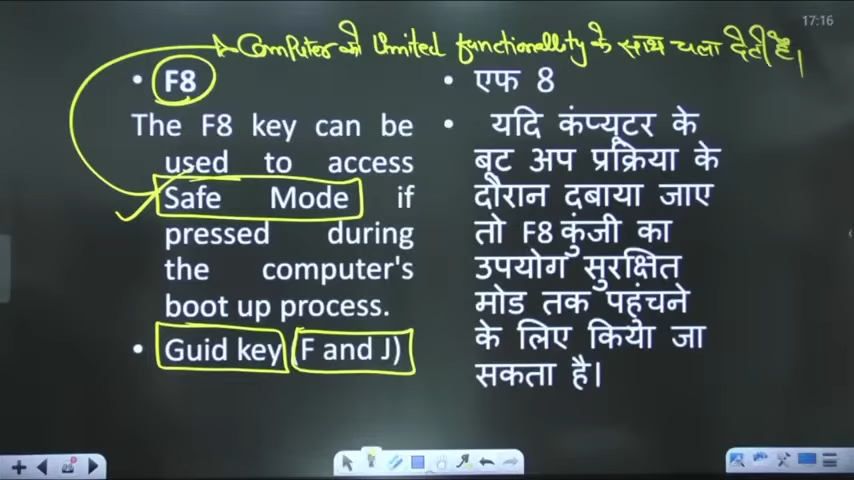 17:16
Computer को limited functionallity के साथ चला देती है।
• F8
The F8 key can be
used to access
Safe Mode if
pressed during
the computer's
boot up process.
• Guid key (F and J)
• एफ 8
• यदि कंप्यूटर के
बूट अप प्रक्रिया के
दौरान दबाया जाए
तो F8 कुंजी का
उपयोग सुरक्षित
मोड तक पहुंचने
के लिए किया जा
सकता है।